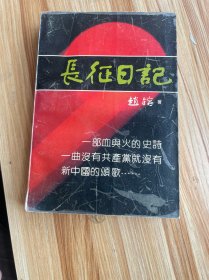 長征日記
趙鎔 著
一部血與火的史詩
一曲沒有共產黨就沒有
新中國的頌歌……